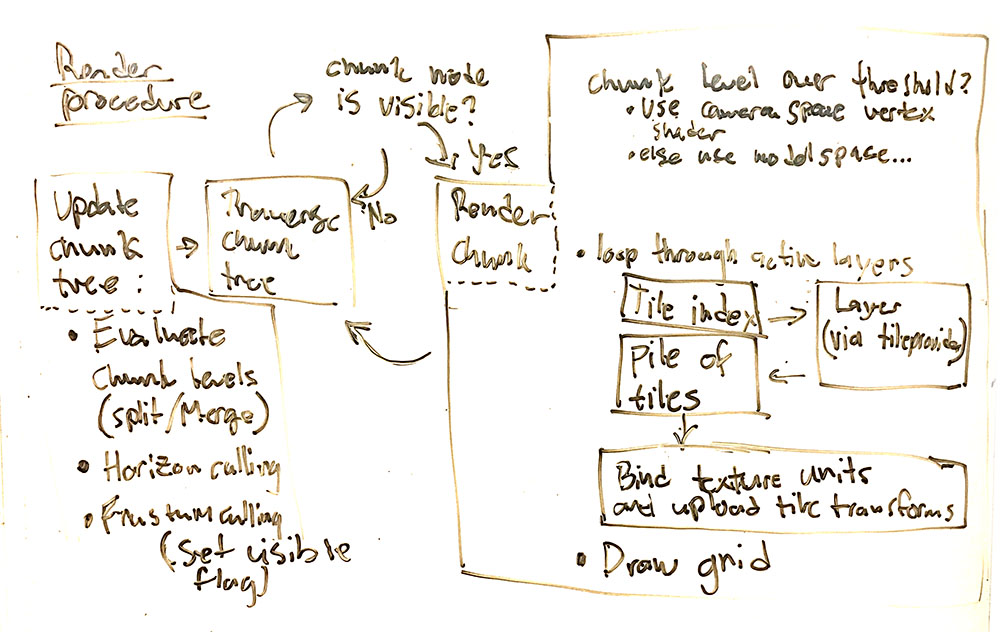 Render
procedure
chunk node
is visible?
Yes
No
Update
chunk
tree:
Traverse
chunk
tree
Render
chunk
• Evaluate
chunk levels
(split/Merge)
• Horizon culling
• Frustum culling
(set visible
flag)
chunk level over threshold?
• Use camera space vertex
shader
• else use model space...
• loop through active layers
Tile index
Layer
(via tileprovider)
pile of
tiles
Bind texture units
and upload tile transforms
• Draw grid